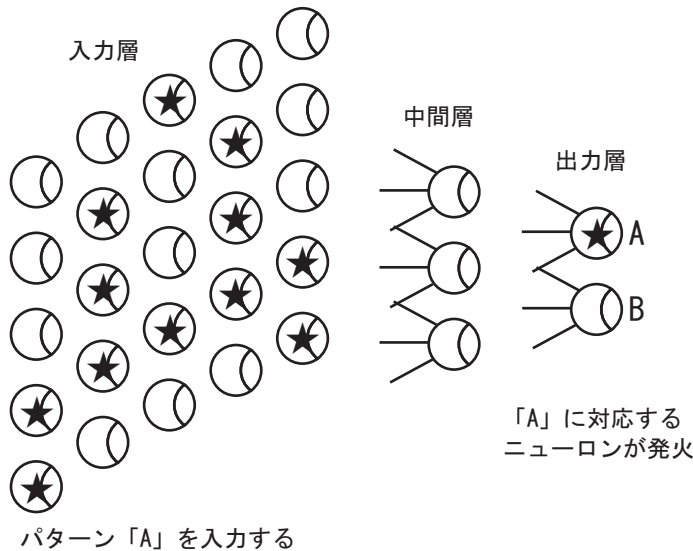 入力層
中間層
出力層
A
B
「A」に対応する
ニューロンが発火
パターン「A」を入力する